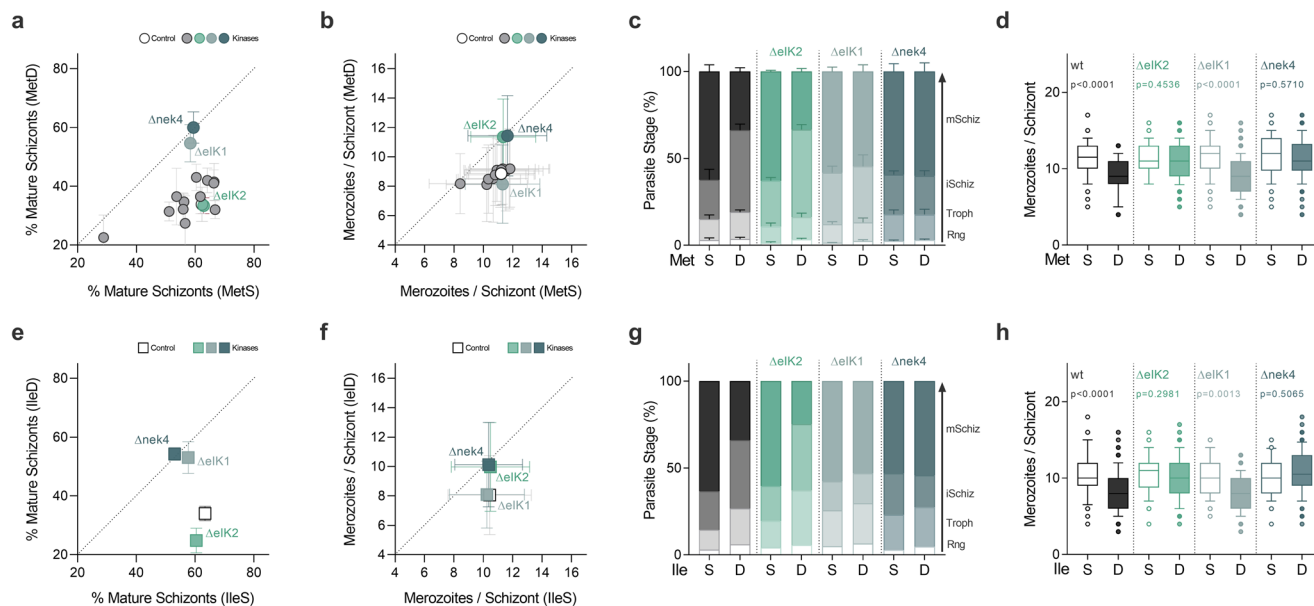 a
Control
Kinases
% Mature Schizonts (MetD)
80
60
40
20
Δnek4
ΔeIK1
ΔeIK2
20
40
60
80
% Mature Schizonts (MetS)
b
Control
Kinases
Merozoites / Schizont (MetD)
16
14
12
10
8
6
4
ΔeIK2
Δnek4
ΔeIK1
4
6
8
10
12
14
16
Merozoites / Schizont (MetS)
c
ΔeIK2
ΔeIK1
Δnek4
Parasite Stage (%)
100
50
0
mSchiz
iSchiz
Troph
Rng
Met
S
D
S
D
S
D
S
D
d
wt
ΔeIK2
ΔeIK1
Δnek4
p<0.0001
p=0.4536
p<0.0001
p=0.5710
Merozoites / Schizont
20
10
0
Met
S
D
S
D
S
D
S
D
e
Control
Kinases
% Mature Schizonts (IleD)
80
60
40
20
Δnek4
ΔeIK1
ΔeIK2
20
40
60
80
% Mature Schizonts (IleS)
f
Control
Kinases
Merozoites / Schizont (IelD)
16
14
12
10
8
6
4
Δnek4
ΔeIK2
ΔeIK1
4
6
8
10
12
14
16
Merozoites / Schizont (IleS)
g
ΔeIK2
ΔeIK1
Δnek4
Parasite Stage (%)
100
50
0
mSchiz
iSchiz
Troph
Rng
Ile
S
D
S
D
S
D
S
D
h
wt
ΔeIK2
ΔeIK1
Δnek4
p<0.0001
p=0.2981
p=0.0013
p=0.5065
Merozoites / Schizont
20
10
0
Ile
S
D
S
D
S
D
S
D